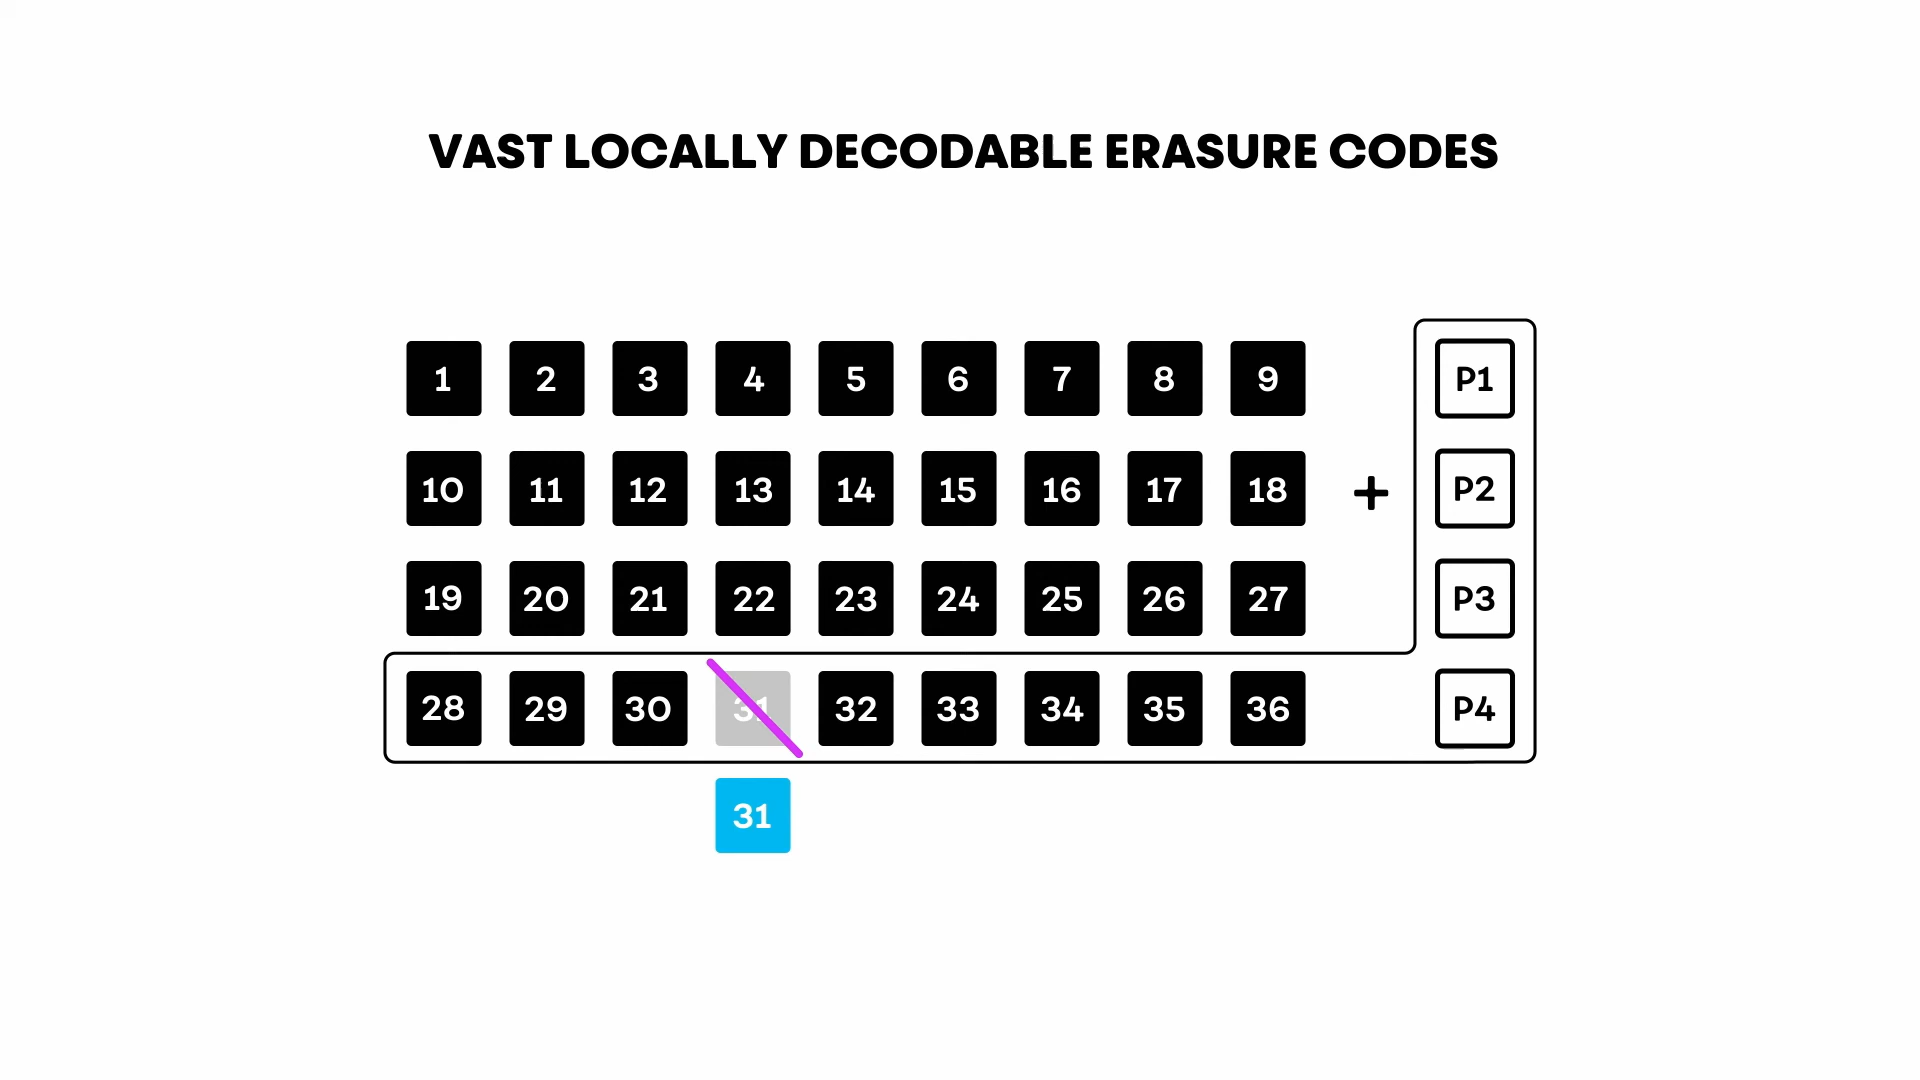 VAST LOCALLY DECODABLE ERASURE CODES
1 2 3 4 5 6 7 8 9 P1
10 11 12 13 14 15 16 17 18 + P2
19 20 21 22 23 24 25 26 27 P3
28 29 30 31 32 33 34 35 36 P4
31